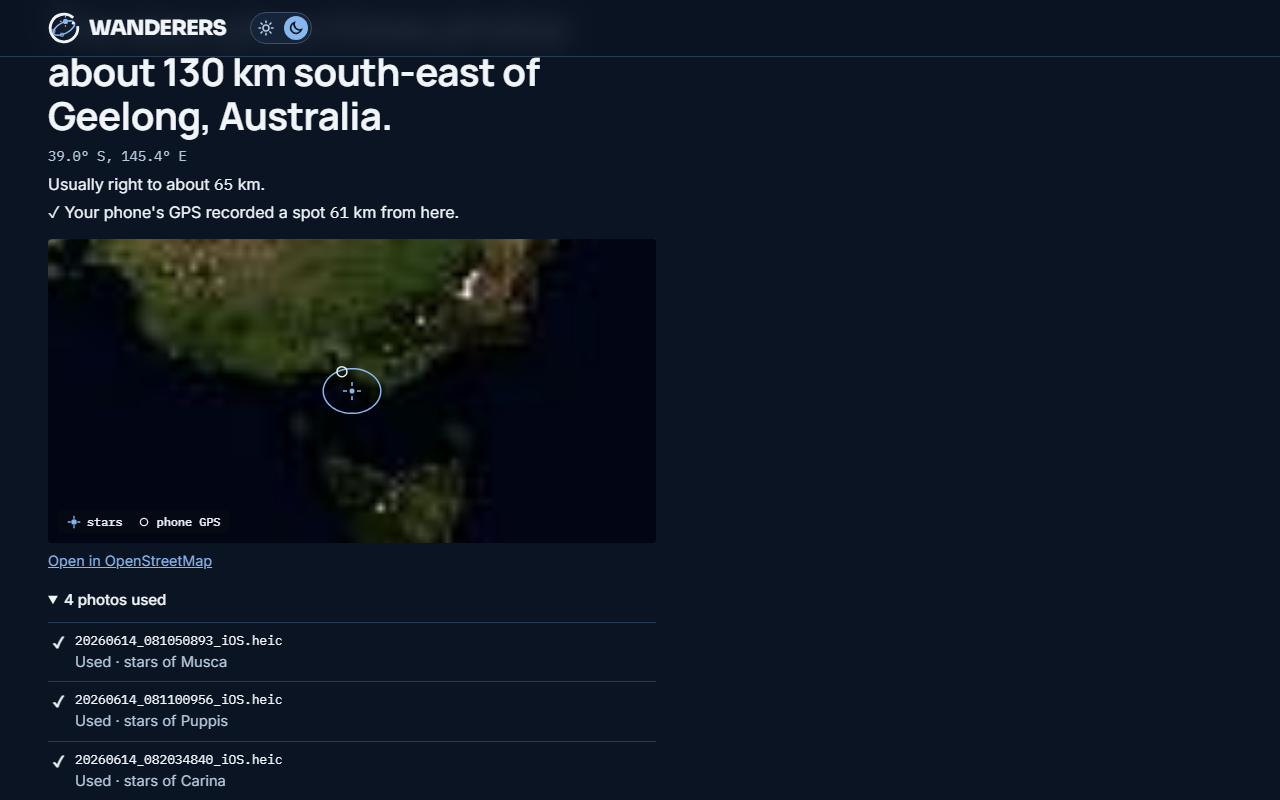 WANDERERS
about 130 km south-east of
Geelong, Australia.
39.0° S, 145.4° E
Usually right to about 65 km.
✓ Your phone's GPS recorded a spot 61 km from here.
stars phone GPS
Open in OpenStreetMap
▼ 4 photos used
✓ 20260614_081050893_iOS.heic
Used · stars of Musca
✓ 20260614_081100956_iOS.heic
Used · stars of Puppis
✓ 20260614_082034840_iOS.heic
Used · stars of Carina